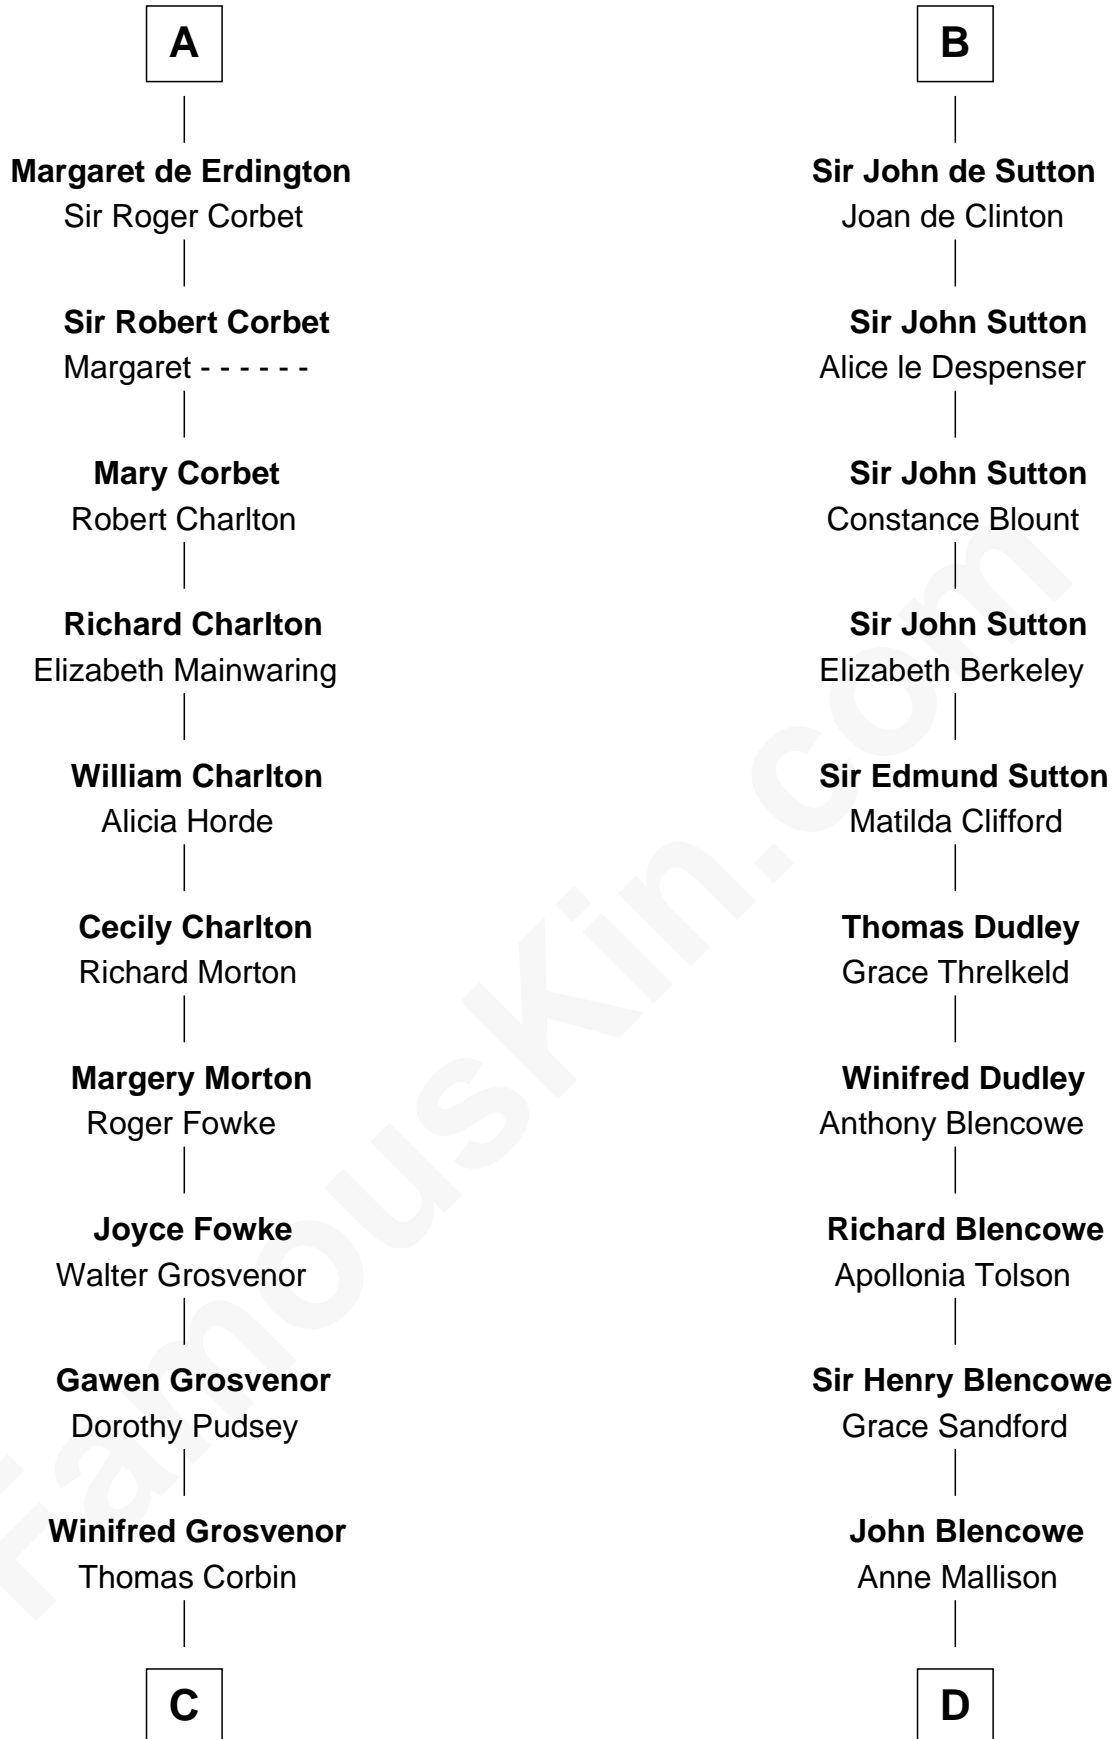 A
Margaret de Erdington
Sir Roger Corbet
Sir Robert Corbet
Margaret - - - - - -
Mary Corbet
Robert Charlton
Richard Charlton
Elizabeth Mainwaring
William Charlton
Alicia Horde
Cecily Charlton
Richard Morton
Margery Morton
Roger Fowke
Joyce Fowke
Walter Grosvenor
Gawen Grosvenor
Dorothy Pudsey
Winifred Grosvenor
Thomas Corbin
C
B
Sir John de Sutton
Joan de Clinton
Sir John Sutton
Alice le Despenser
Sir John Sutton
Constance Blount
Sir John Sutton
Elizabeth Berkeley
Sir Edmund Sutton
Matilda Clifford
Thomas Dudley
Grace Threlkeld
Winifred Dudley
Anthony Blencowe
Richard Blencowe
Apollonia Tolson
Sir Henry Blencowe
Grace Sandford
John Blencowe
Anne Mallison
D
FamousKin.com